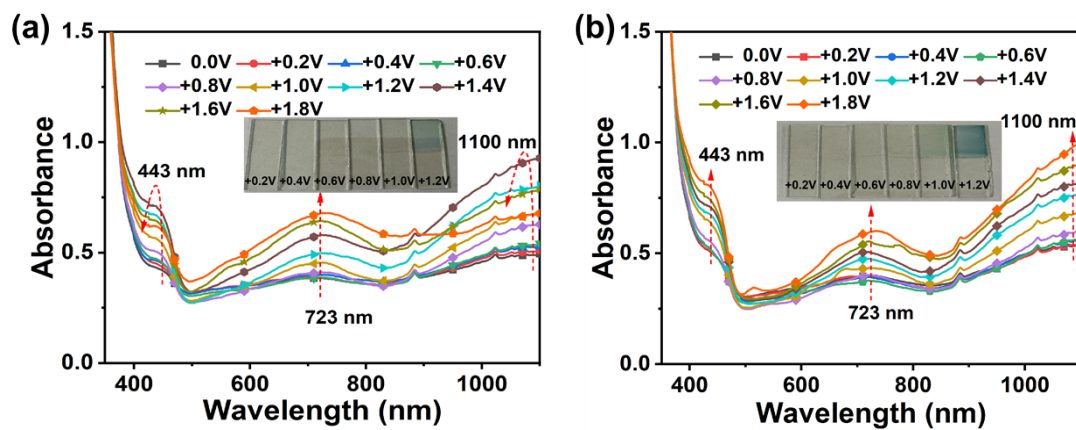 (a)
1.5
1.0
0.5
0.0
Absorbance
0.0V +0.2V +0.4V +0.6V
+0.8V +1.0V +1.2V +1.4V
+1.6V +1.8V
443 nm
1100 nm
+0.2V +0.4V +0.6V +0.8V +1.0V +1.2V
723 nm
400 600 800 1000
Wavelength (nm)
(b)
1.5
1.0
0.5
0.0
Absorbance
0.0V +0.2V +0.4V +0.6V
+0.8V +1.0V +1.2V +1.4V
+1.6V +1.8V
443 nm
1100 nm
+0.2V +0.4V +0.6V +0.8V +1.0V +1.2V
723 nm
400 600 800 1000
Wavelength (nm)